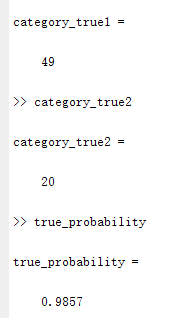 category_true1 =
49
>> category_true2
category_true2 =
20
>> true_probability
true_probability =
0.9857